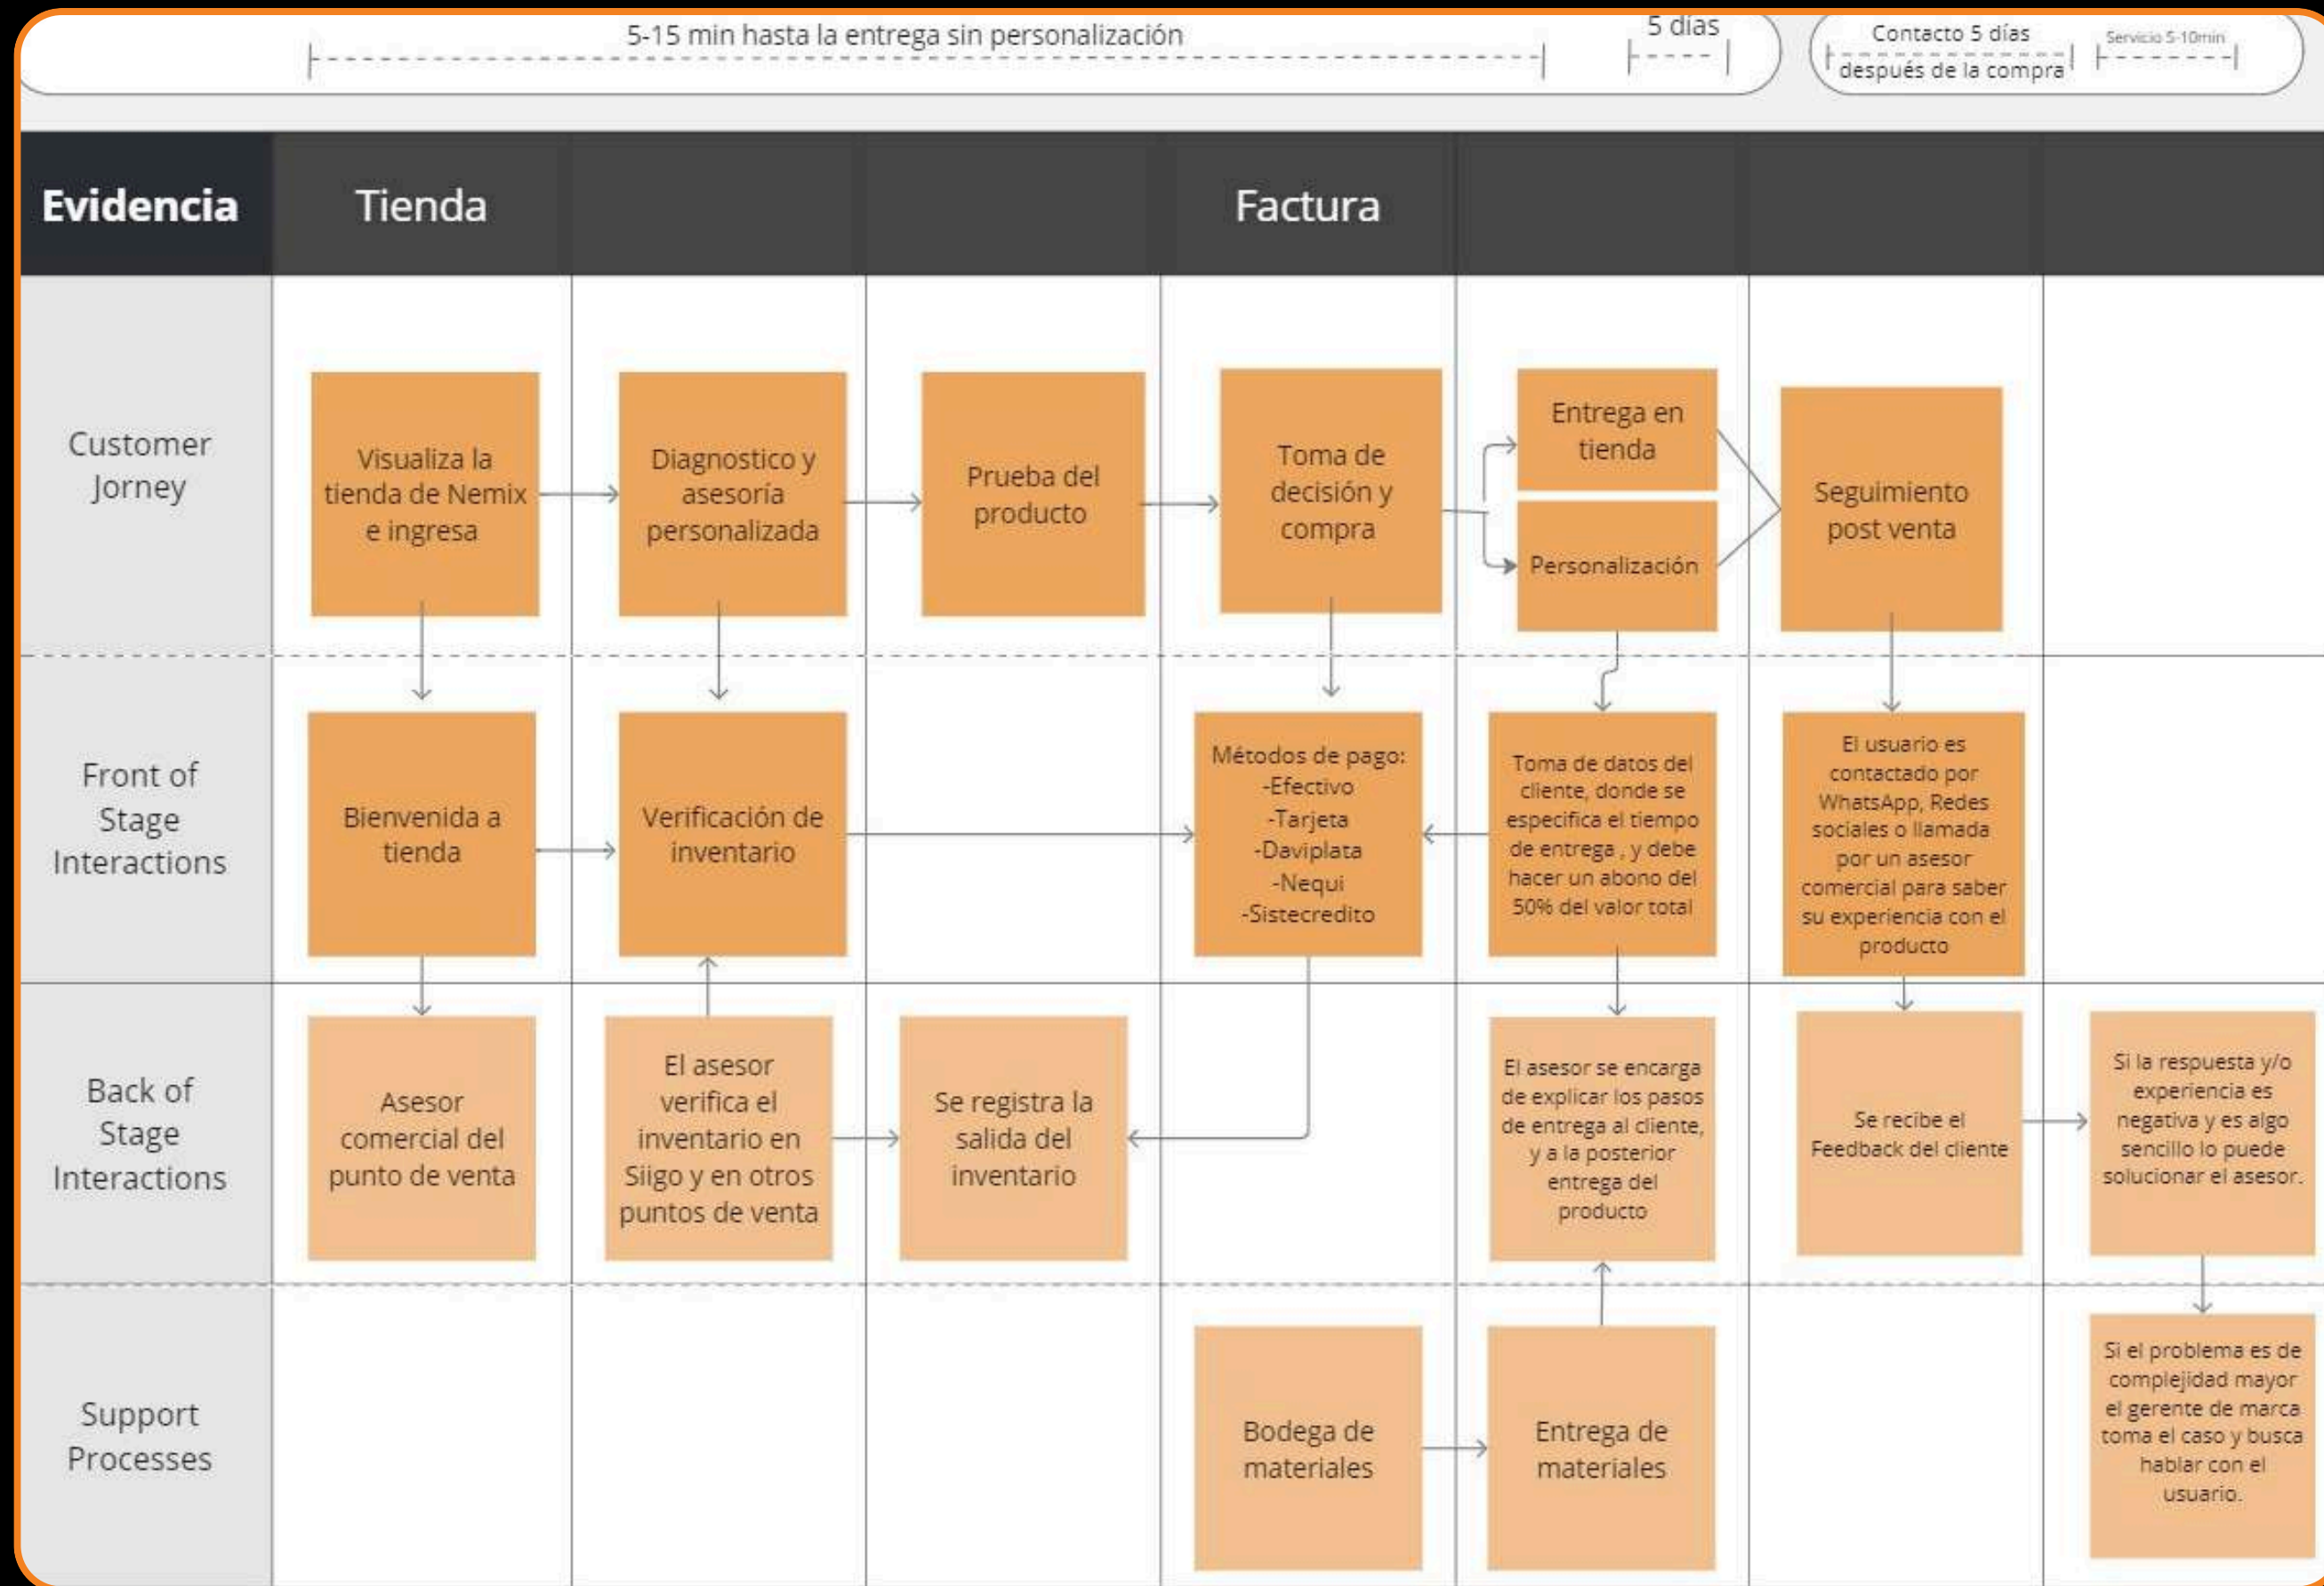 5-15 min hasta la entrega sin personalización
5 días
Contacto 5 días
después de la compra
Servicio 5-10min
Evidencia
Tienda
Factura
Customer
Jorney
Visualiza la
tienda de Nemix
e ingresa
Diagnostico y
asesoría
personalizada
Prueba del
producto
Toma de
decisión y
compra
Entrega en
tienda
Personalización
Seguimiento
post venta
Front of
Stage
Interactions
Bienvenida a
tienda
Verificación de
inventario
Métodos de pago:
-Efectivo
-Tarjeta
-Daviplata
-Nequi
-Sistecredito
Toma de datos del
cliente, donde se
especifica el tiempo
de entrega , y debe
hacer un abono del
50% del valor total
El usuario es
contactado por
WhatsApp, Redes
sociales o llamada
por un asesor
comercial para saber
su experiencia con el
producto
Back of
Stage
Interactions
Asesor
comercial del
punto de venta
El asesor
verifica el
inventario en
Siigo y en otros
puntos de venta
Se registra la
salida del
inventario
El asesor se encarga
de explicar los pasos
de entrega al cliente,
y a la posterior
entrega del
producto
Se recibe el
Feedback del cliente
Si la respuesta y/o
experiencia es
negativa y es algo
sencillo lo puede
solucionar el asesor.
Support
Processes
Bodega de
materiales
Entrega de
materiales
Si el problema es de
complejidad mayor
el gerente de marca
toma el caso y busca
hablar con el
usuario.